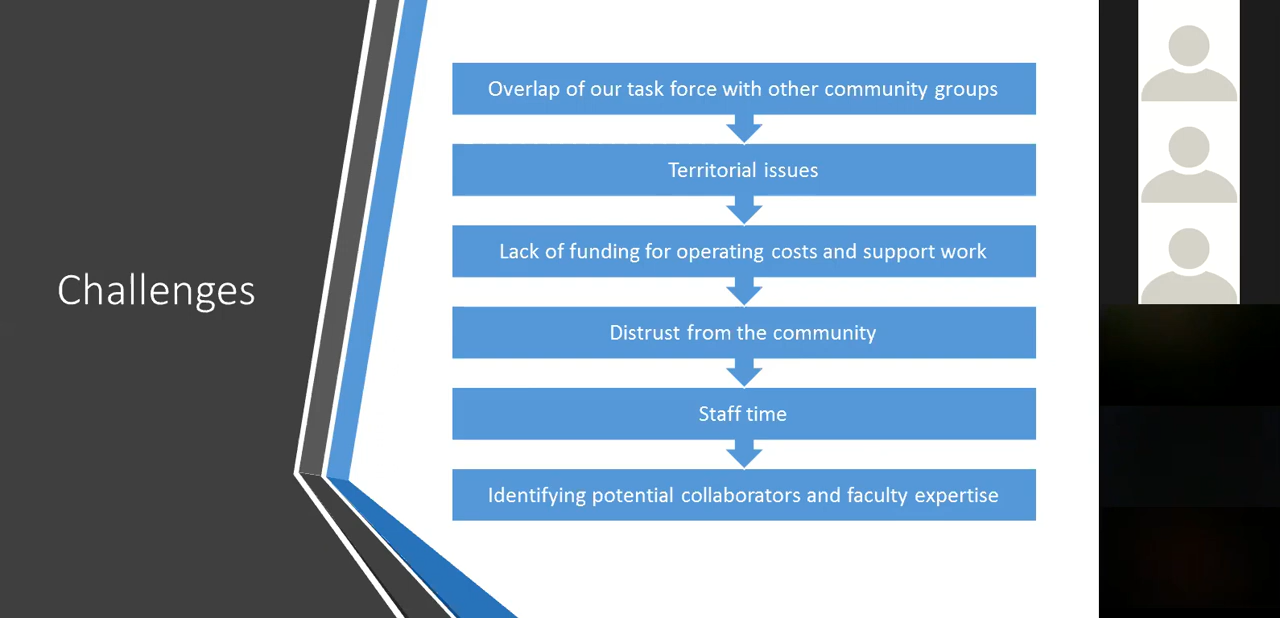 Challenges
Overlap of our task force with other community groups
Territorial issues
Lack of funding for operating costs and support work
Distrust from the community
Staff time
Identifying potential collaborators and faculty expertise